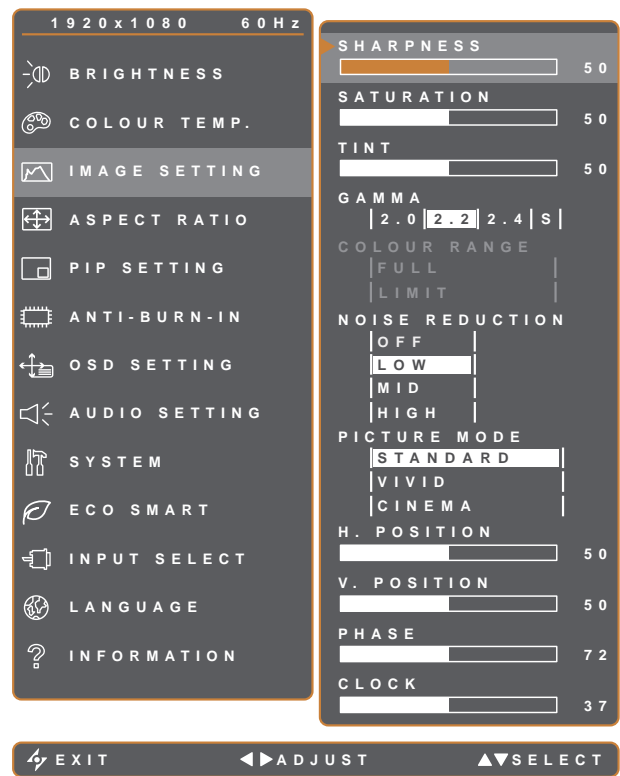 1920x1080 60Hz
BRIGHTNESS
COLOUR TEMP.
IMAGE SETTING
ASPECT RATIO
PIP SETTING
ANTI-BURN-IN
OSD SETTING
AUDIO SETTING
SYSTEM
ECO SMART
INPUT SELECT
LANGUAGE
INFORMATION
SHARPNESS
50
SATURATION
50
TINT
50
GAMMA
2.0 2.2 2.4 S
COLOUR RANGE
FULL
LIMIT
NOISE REDUCTION
OFF
LOW
MID
HIGH
PICTURE MODE
STANDARD
VIVID
CINEMA
H. POSITION
50
V. POSITION
50
PHASE
72
CLOCK
37
EXIT ADJUST SELECT